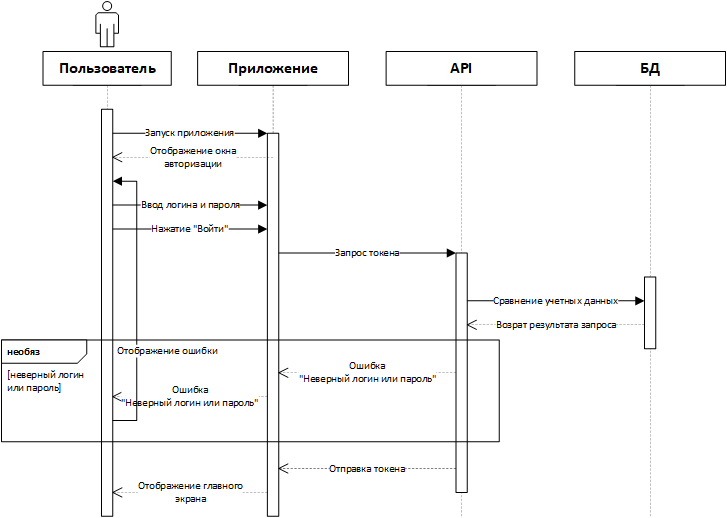 Пользователь
Приложение
API
БД
Запуск приложения
Отображение окна
авторизации
Ввод логина и пароля
Нажатие "Войти"
Запрос токена
Сравнение учетных данных
Возрат результата запроса
необяз
Отображение ошибки
[неверный логин
или пароль]
Ошибка
"Неверный логин или пароль"
Ошибка
"Неверный логин или пароль"
Отправка токена
Отображение главного
экрана